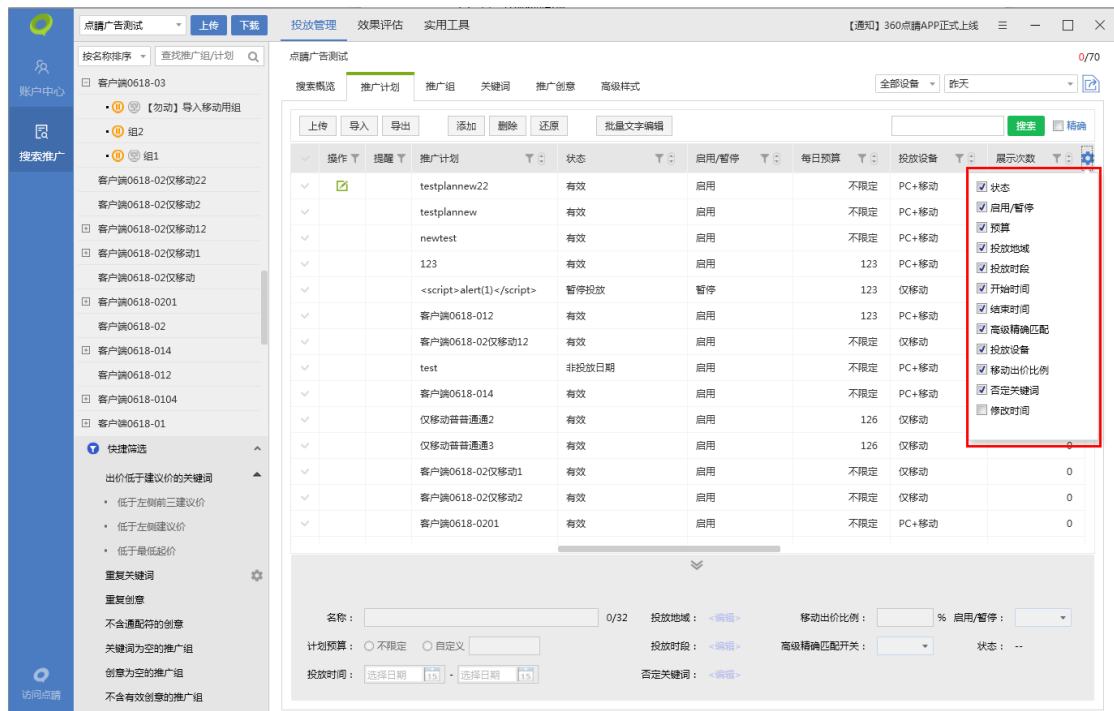 点睛广告测试 上传 下载 投放管理 效果评估 实用工具 【通知】360点睛APP正式上线
按名称排序 查找推广组/计划 点睛广告测试 0/70
账户中心
搜索推广
访问点睛
客户端0618-03
【勿动】导入移动用组
组2
组1
客户端0618-02仅移动22
客户端0618-02仅移动2
客户端0618-02仅移动12
客户端0618-02仅移动1
客户端0618-02仅移动
客户端0618-0201
客户端0618-02
客户端0618-014
客户端0618-012
客户端0618-0104
客户端0618-01
快捷筛选
出价低于建议价的关键词
低于左侧前三建议价
低于左侧建议价
低于最低起价
重复关键词
重复创意
不含通配符的创意
关键词为空的推广组
创意为空的推广组
不含有效创意的推广组
搜索概览 推广计划 推广组 关键词 推广创意 高级样式 全部设备 昨天
上传 导入 导出 添加 删除 还原 批量文字编辑 搜索 精确
操作 提醒 推广计划 状态 启用/暂停 每日预算 投放设备 展示次数
testplannew22 有效 启用 不限定 PC+移动
testplannew 有效 启用 不限定 PC+移动
newtest 有效 启用 不限定 PC+移动
123 有效 启用 123 PC+移动
<script>alert(1)</script> 暂停投放 暂停 123 仅移动
客户端0618-012 有效 启用 123 PC+移动
客户端0618-02仅移动12 有效 启用 不限定 仅移动
test 非投放日期 启用 不限定 PC+移动
客户端0618-014 有效 启用 不限定 PC+移动
仅移动普普通通2 有效 启用 126 仅移动
仅移动普普通通3 有效 启用 126 仅移动 0
客户端0618-02仅移动1 有效 启用 不限定 仅移动 0
客户端0618-02仅移动2 有效 启用 不限定 仅移动 0
客户端0618-0201 有效 启用 不限定 PC+移动 0
状态
启用/暂停
预算
投放地域
投放时段
开始时间
结束时间
高级精确匹配
投放设备
移动出价比例
否定关键词
修改时间
名称： 0/32 投放地域： <编辑> 移动出价比例： % 启用/暂停：
计划预算： 不限定 自定义 投放时段： <编辑> 高级精确匹配开关： 状态： --
投放时间： 选择日期 15 - 选择日期 15 否定关键词： <编辑>